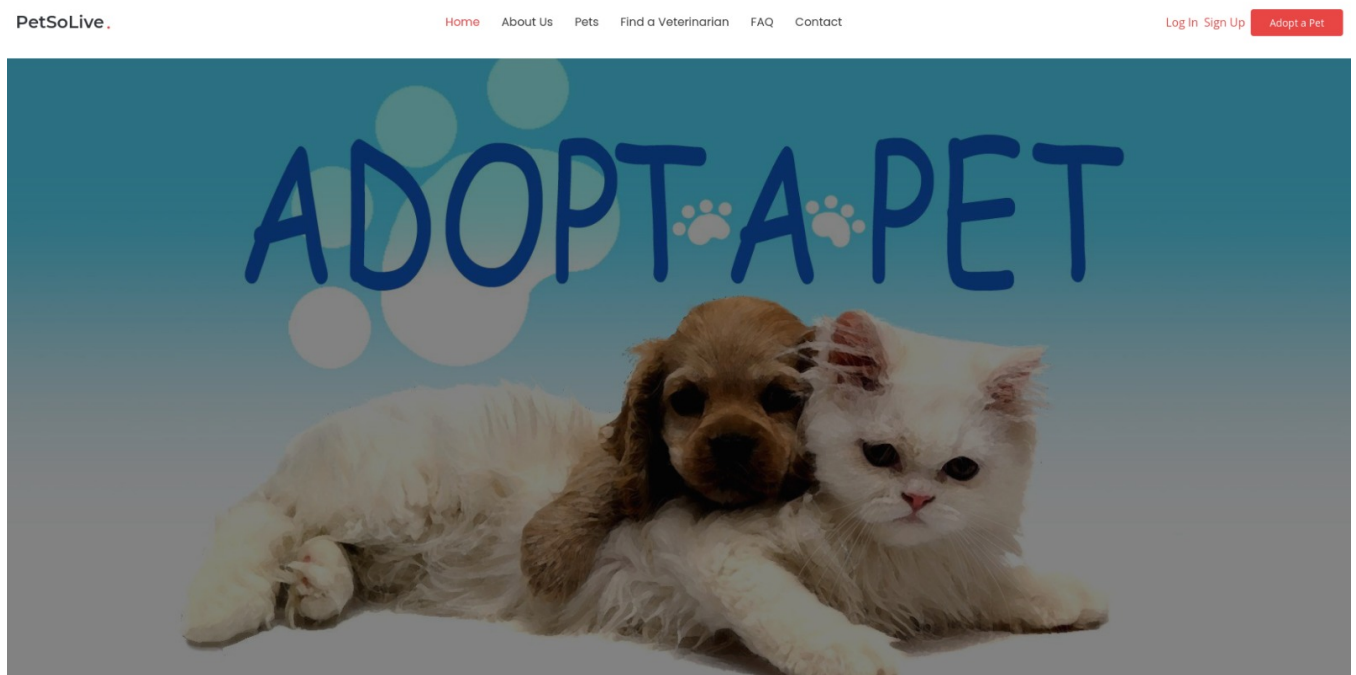 PetSoLive. Home About Us Pets Find a Veterinarian FAQ Contact Log In Sign Up Adopt a Pet
ADOPT A PET